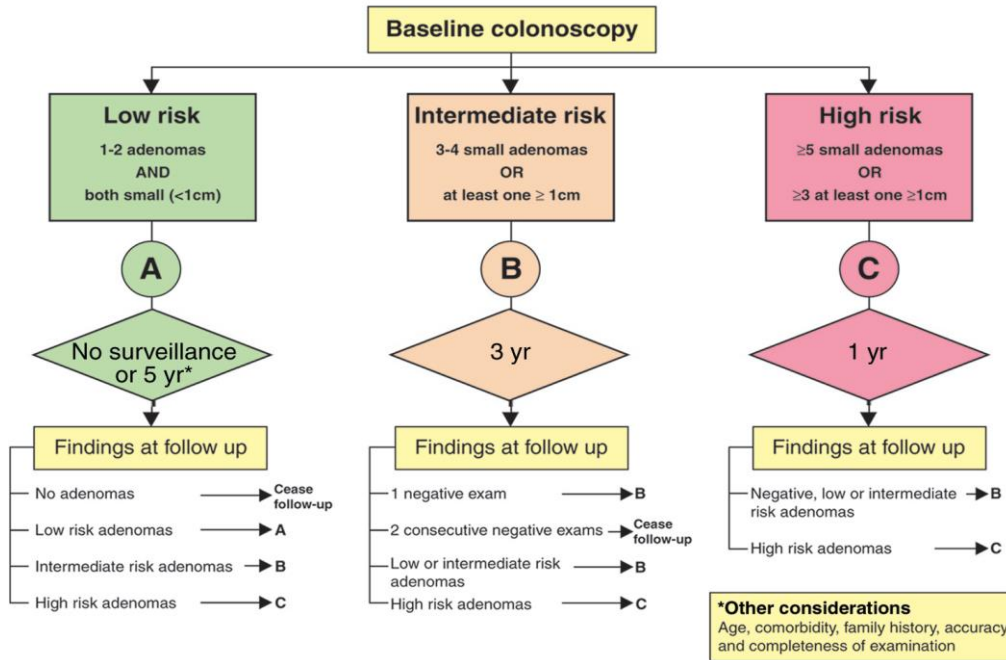 Baseline colonoscopy
Low risk
1-2 adenomas
AND
both small (<1cm)
A
No surveillance
or 5 yr*
Findings at follow up
No adenomas
Cease
follow-up
Low risk adenomas
A
Intermediate risk adenomas
B
High risk adenomas
C
Intermediate risk
3-4 small adenomas
OR
at least one ≥ 1cm
B
3 yr
Findings at follow up
1 negative exam
B
2 consecutive negative exams
Cease
follow-up
Low or intermediate risk
adenomas
B
High risk adenomas
C
High risk
≥5 small adenomas
OR
≥3 at least one ≥1cm
C
1 yr
Findings at follow up
Negative, low or intermediate
risk adenomas
B
High risk adenomas
C
*Other considerations
Age, comorbidity, family history, accuracy
and completeness of examination